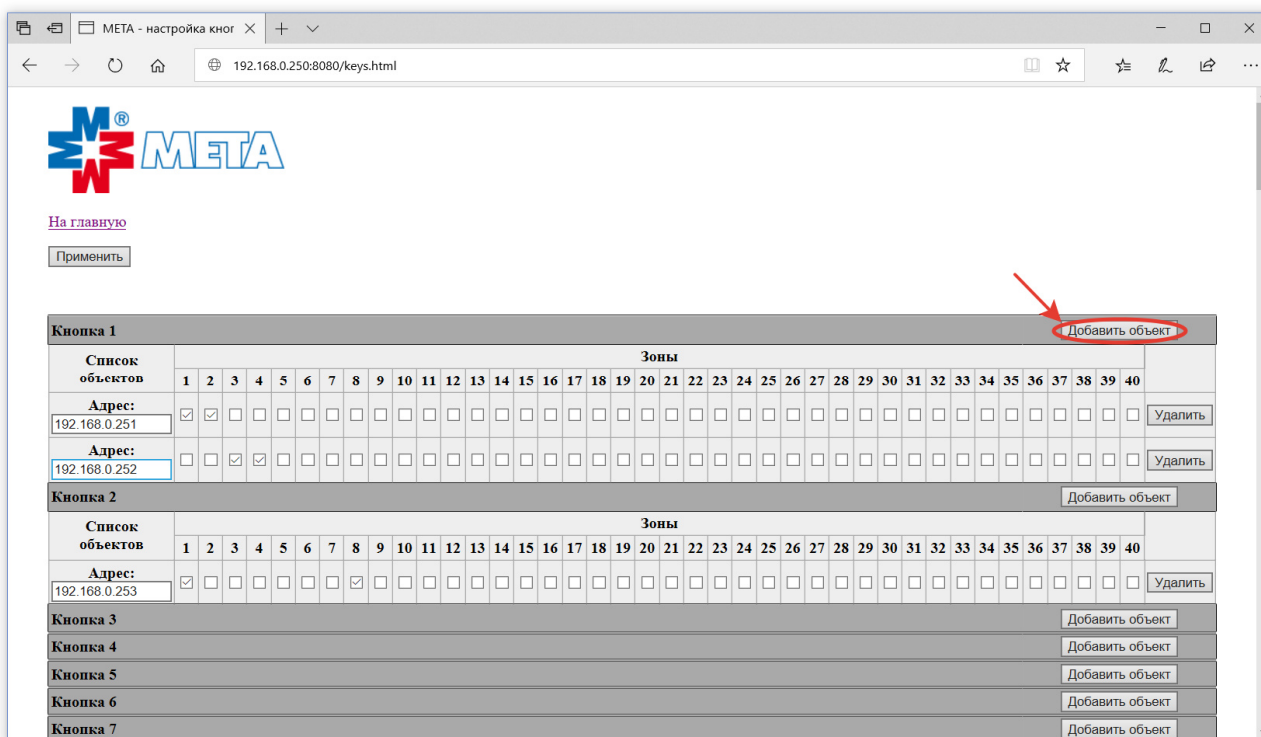 META - настройка кног
192.168.0.250:8080/keys.html
®
META
На главную
Применить
Кнопка 1 Добавить объект
Список объектов Зоны
1 2 3 4 5 6 7 8 9 10 11 12 13 14 15 16 17 18 19 20 21 22 23 24 25 26 27 28 29 30 31 32 33 34 35 36 37 38 39 40
Адрес:
192.168.0.251 Удалить
Адрес:
192.168.0.252 Удалить
Кнопка 2 Добавить объект
Список объектов Зоны
1 2 3 4 5 6 7 8 9 10 11 12 13 14 15 16 17 18 19 20 21 22 23 24 25 26 27 28 29 30 31 32 33 34 35 36 37 38 39 40
Адрес:
192.168.0.253 Удалить
Кнопка 3 Добавить объект
Кнопка 4 Добавить объект
Кнопка 5 Добавить объект
Кнопка 6 Добавить объект
Кнопка 7 Добавить объект